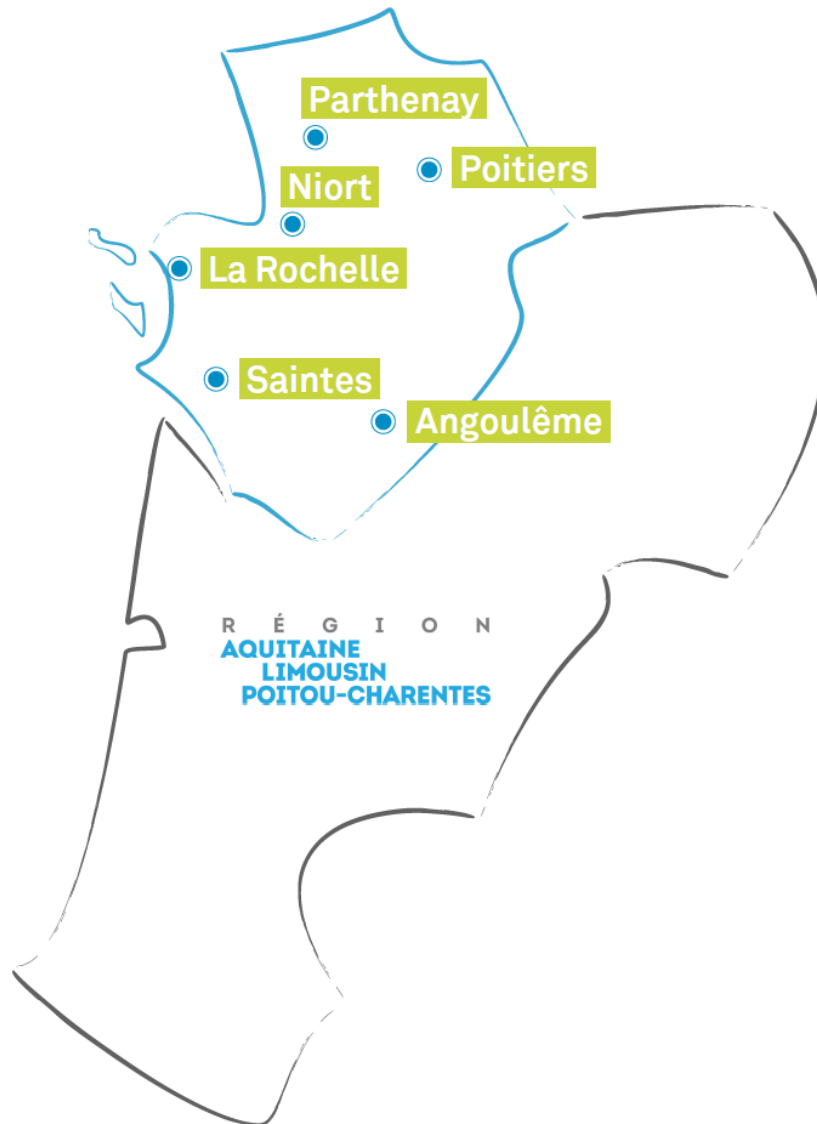 Parthenay
Poitiers
Niort
La Rochelle
Saintes
Angoulême
RÉGION
AQUITAINE
LIMOUSIN
POITOU-CHARENTES